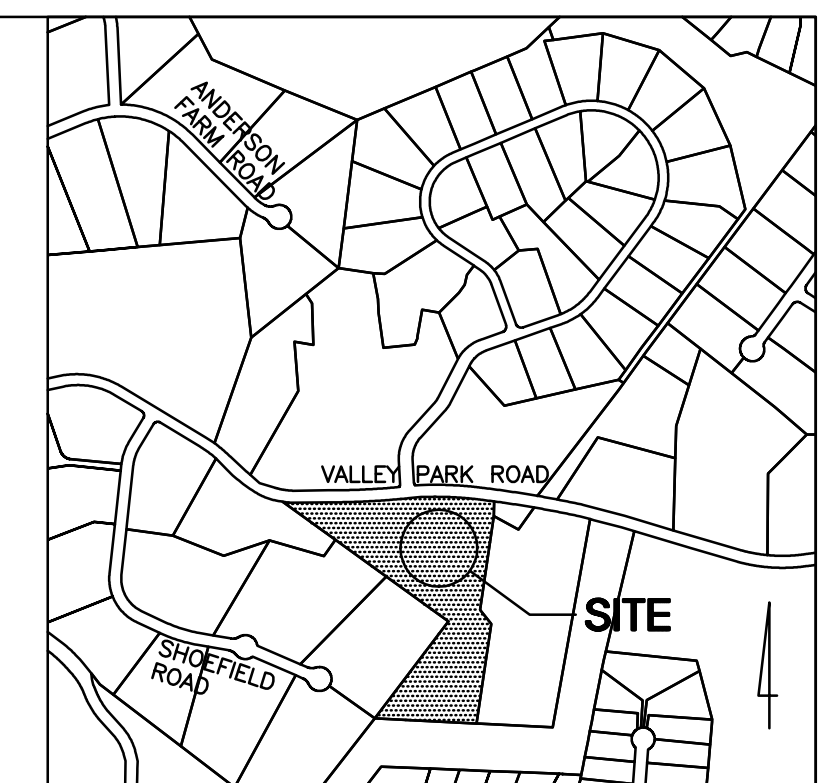 ANDERSON
FARM ROAD
VALLEY PARK ROAD
SITE
SHOEFIELD
ROAD